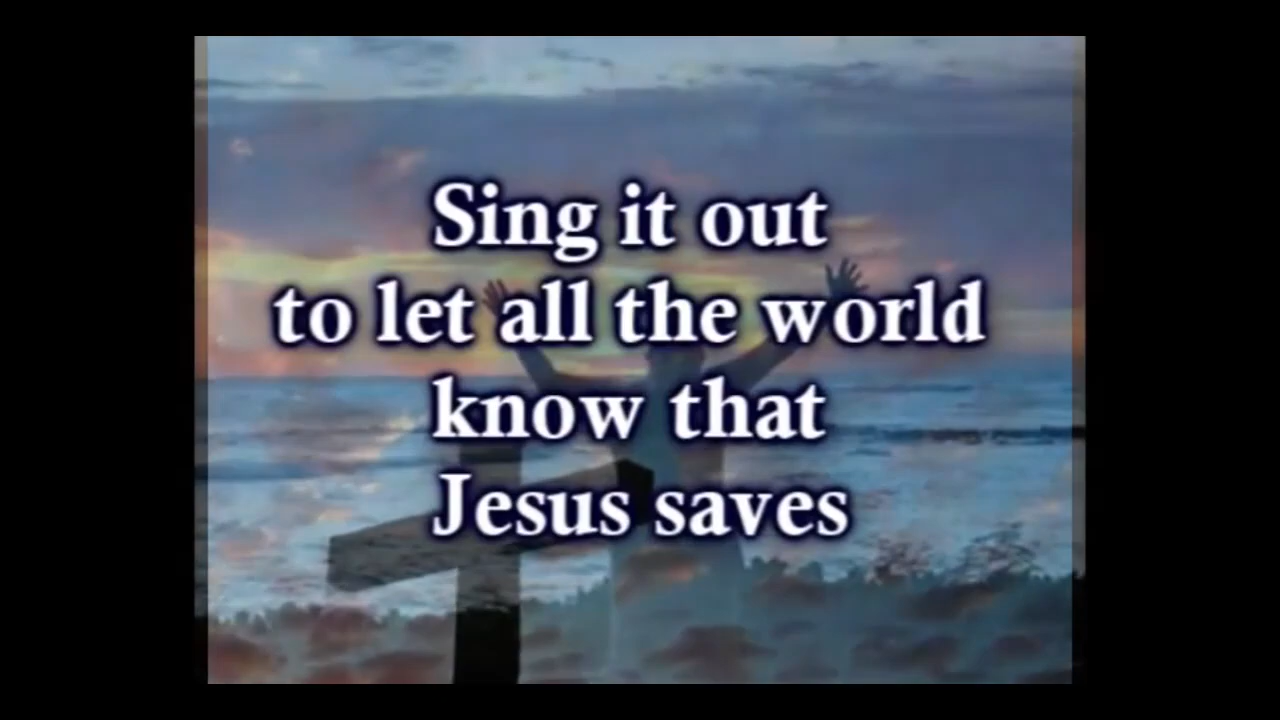 Sing it out
to let all the world
know that
Jesus saves